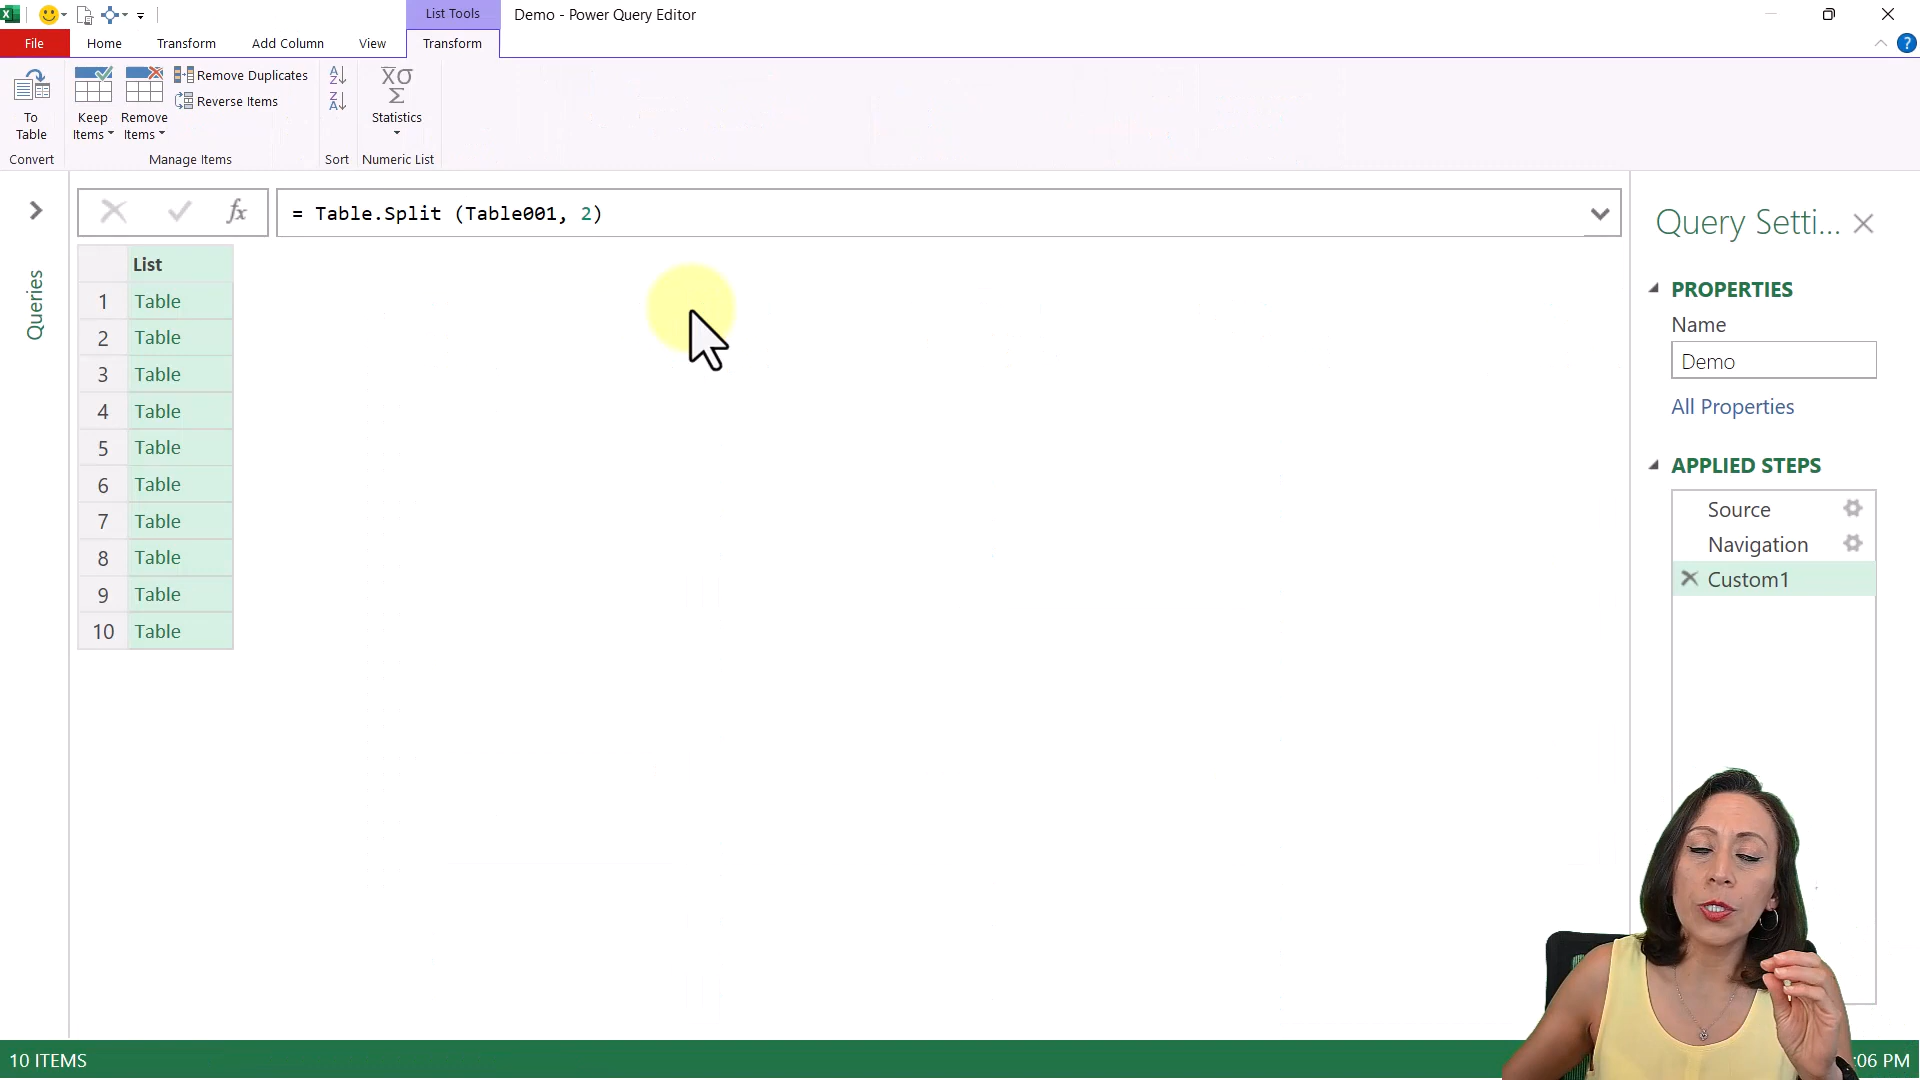 List Tools
Demo - Power Query Editor
File
Home
Transform
Add Column
View
Transform
To Table
Keep Items
Remove Items
Remove Duplicates
Reverse Items
Statistics
Convert
Manage Items
Sort
Numeric List
fx
= Table.Split (Table001, 2)
Queries
List
1 Table
2 Table
3 Table
4 Table
5 Table
6 Table
7 Table
8 Table
9 Table
10 Table
Query Setti...
PROPERTIES
Name
Demo
All Properties
APPLIED STEPS
Source
Navigation
Custom1
10 ITEMS
:06 PM